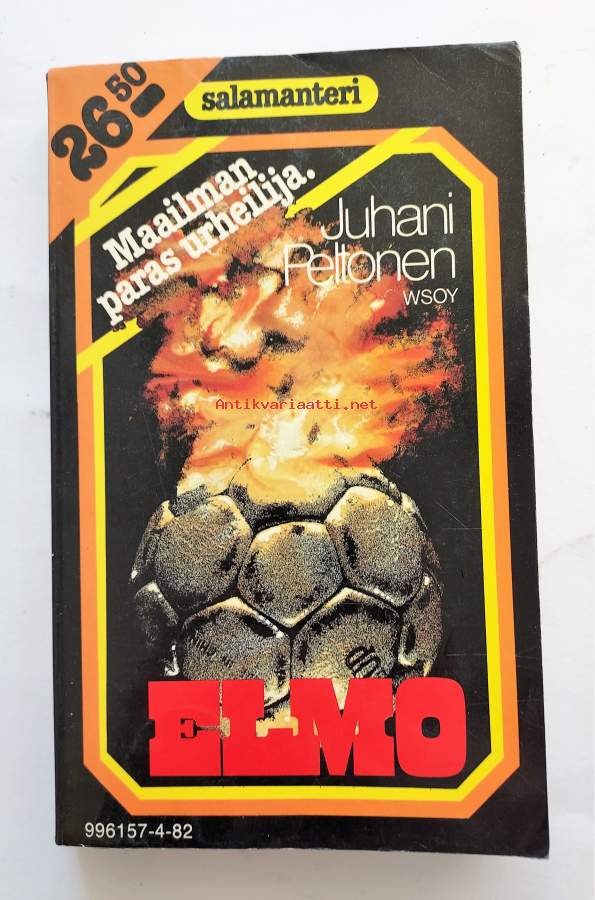 26 50
salamanteri
Maailman
paras urheilija.
Juhani
Peltonen
WSOY
Antikvariaatti.net
ELMO
996157-4-82